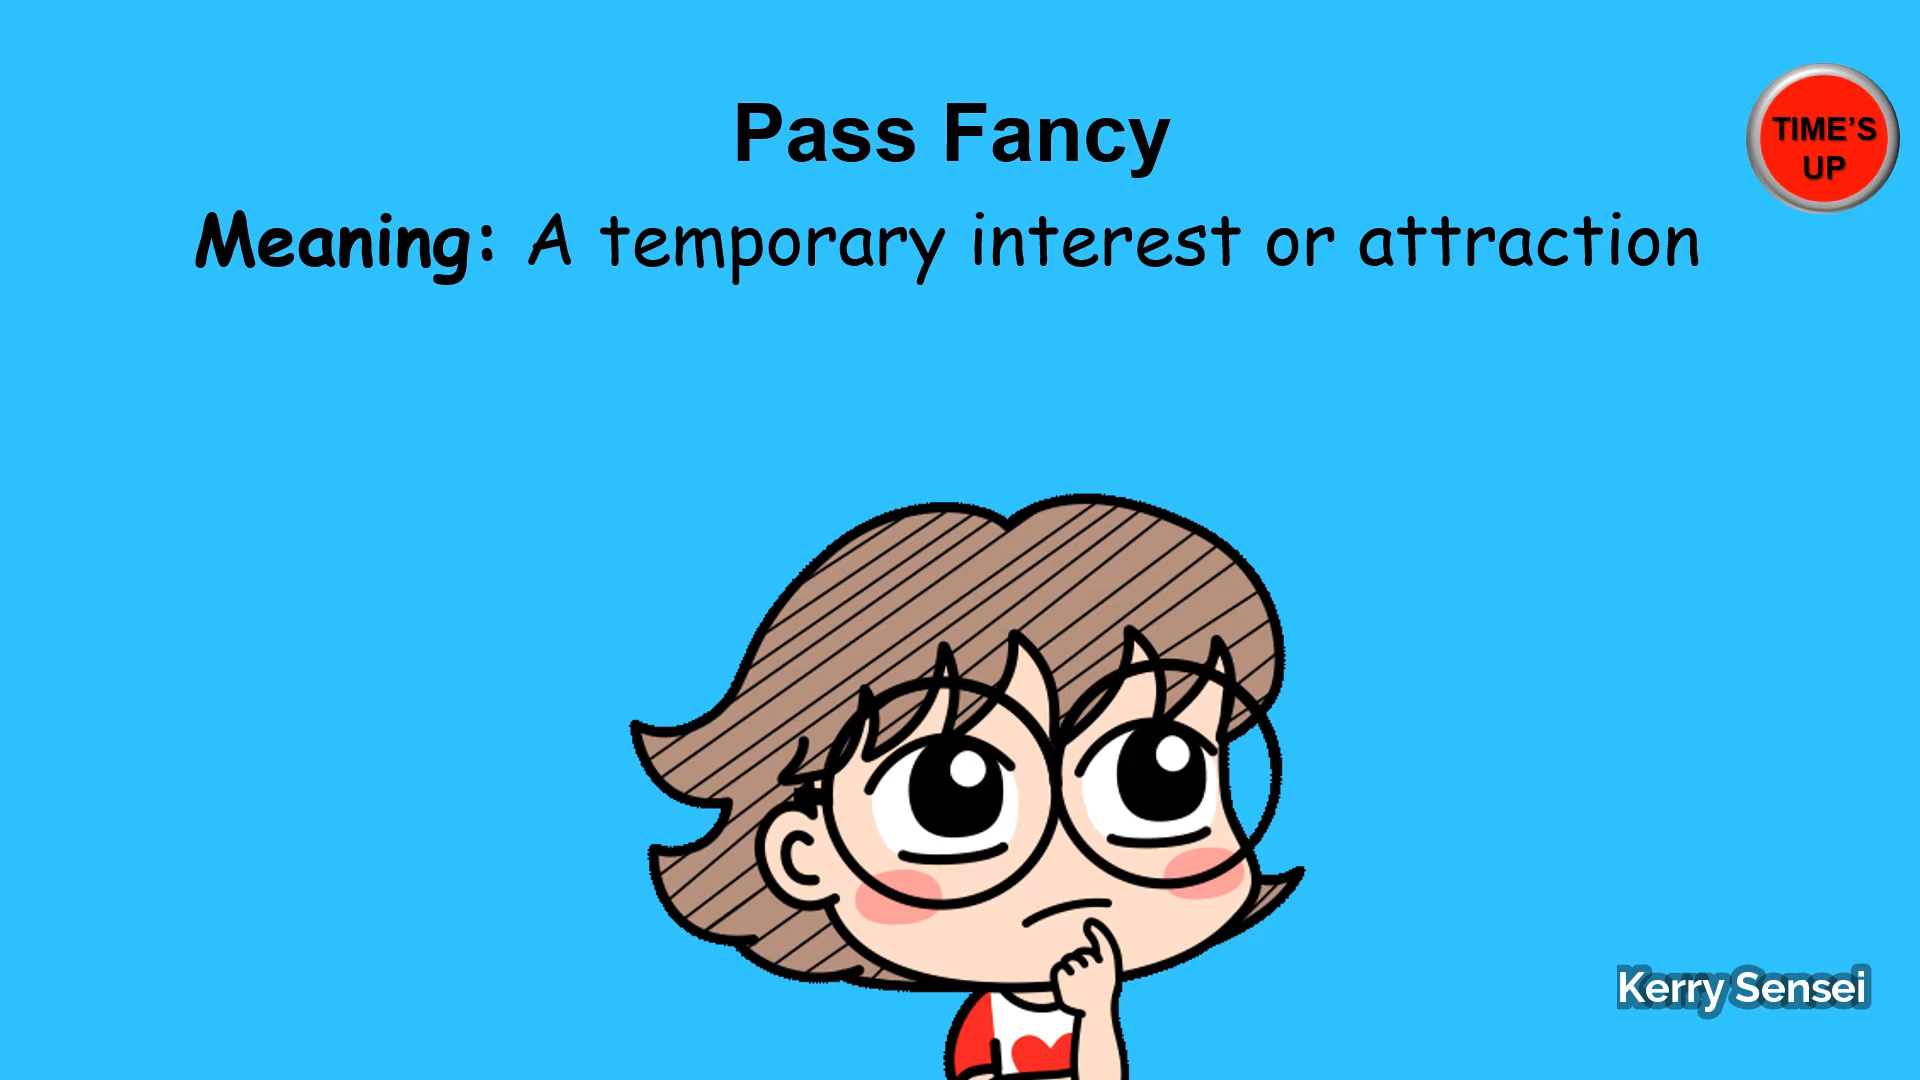 Pass Fancy
TIME’S
UP
Meaning: A temporary interest or attraction
Kerry Sensei